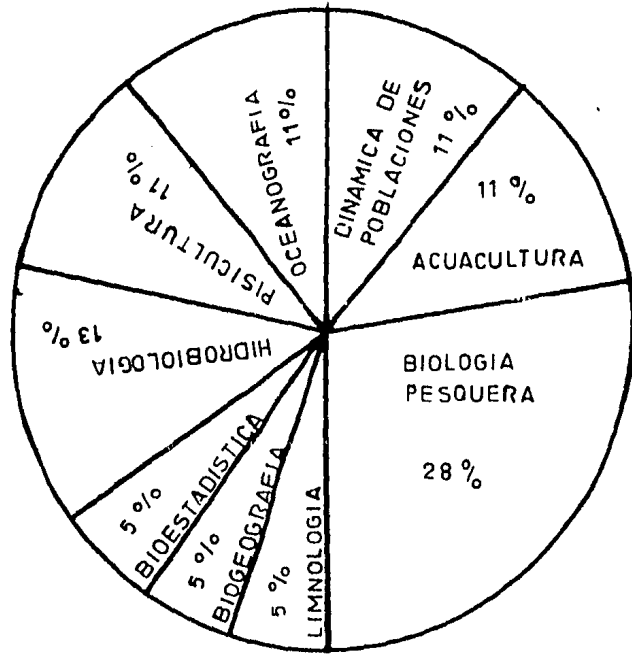 DINAMICA DE
POBLACIONES
11 %
11 %
ACUACULTURA
BIOLOGIA
PESQUERA
28 %
LIMNOLOGIA
5 %
BIOGEOGRAFIA
5 %
BIOESTADISTICA
5 %
HIDROBIOLOGIA
13 %
PISICULTURA
11 %
OCEANOGRAFIA
11 %